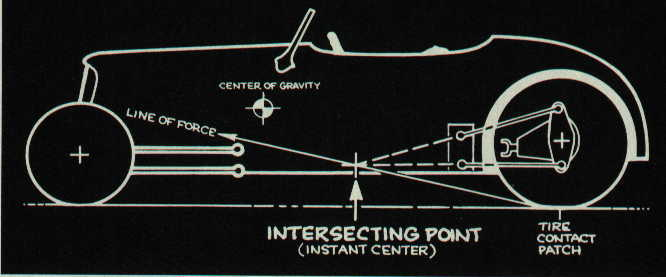 CENTER OF GRAVITY
LINE OF FORCE
INTERSECTING POINT
(INSTANT CENTER)
TIRE
CONTACT
PATCH